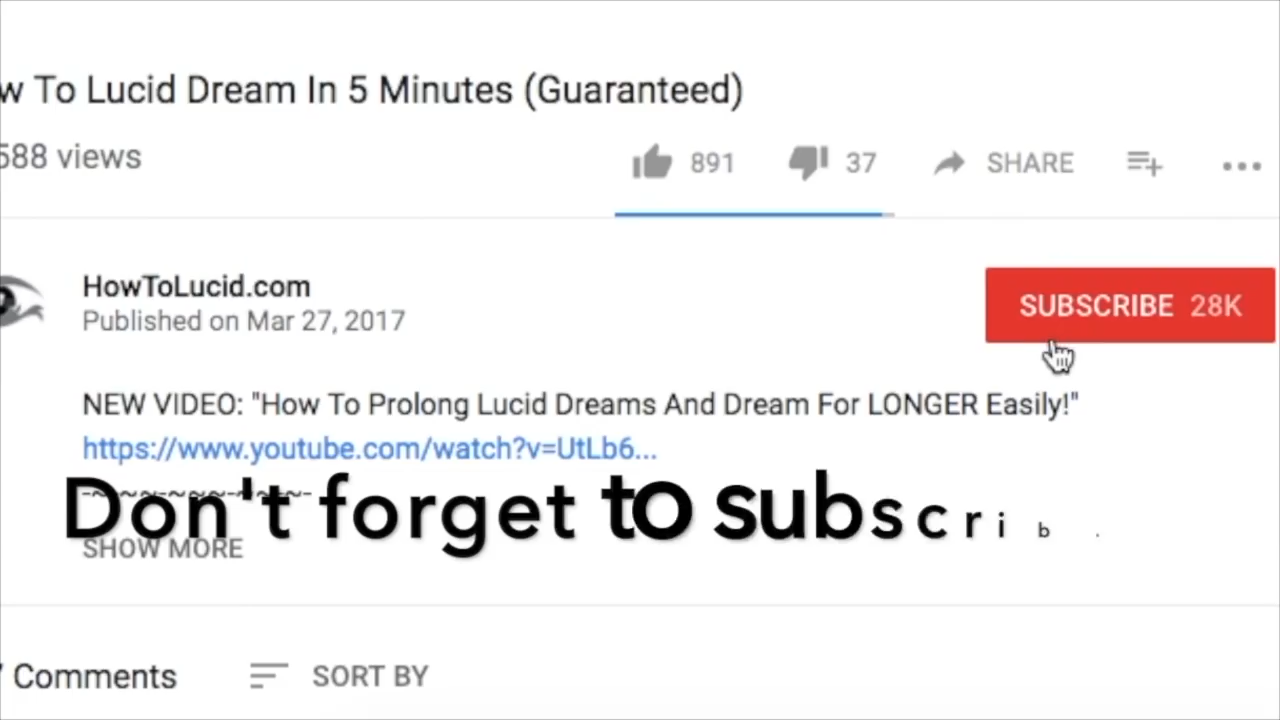 w To Lucid Dream In 5 Minutes (Guaranteed)
588 views
891 37 SHARE
HowToLucid.com
Published on Mar 27, 2017
SUBSCRIBE 28K
NEW VIDEO: "How To Prolong Lucid Dreams And Dream For LONGER Easily!"
https://www.youtube.com/watch?v=UtLb6...
Don't forget to subscrib
SHOW MORE
Comments SORT BY